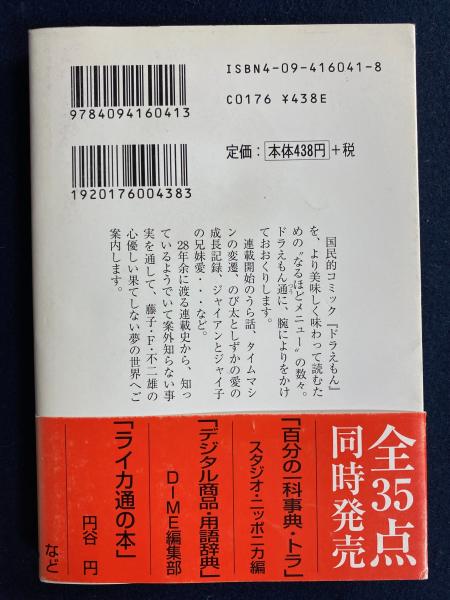 ISBN4-09-416041-8
C0176 ¥438E
定価：本体438円+税
9784094160413
1920176004383
国民的コミック『ドラえもん』
を、より美味しく味わって読むた
めの〝なるほどメニュー〟の数々。
ドラえもん通に、腕によりをかけ
ておおくりします。
連載開始のうら話、タイムマシ
ンの変遷、のび太としずかの愛の
成長記録、ジャイアンとジャイ子
の兄妹愛・・・など。
28年余に渡る連載史から、知っ
ているようでいて案外知らない事
実を通して、藤子・F・不二雄の
心優しい果てしない夢の世界へご
案内します。
全35点
同時発売
「百分の一科事典・トラ」
スタジオ・ニッポニカ編
「デジタル商品・用語辞典」
DIME編集部
「ライカ通の本」
円谷 円
など